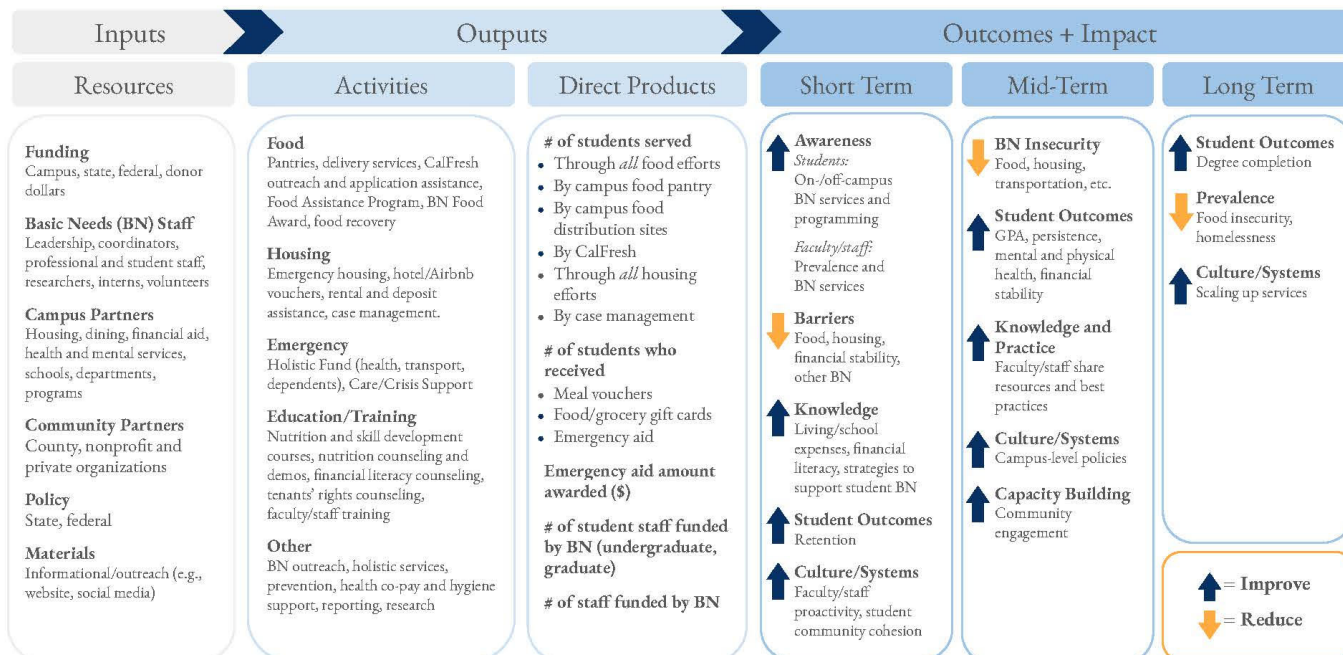 Inputs
Outputs
Outcomes + Impact
Resources
Activities
Direct Products
Short Term
Mid-Term
Long Term
Funding
Campus, state, federal, donor
dollars
Basic Needs (BN) Staff
Leadership, coordinators,
professional and student staff,
researchers, interns, volunteers
Campus Partners
Housing, dining, financial aid,
health and mental services,
schools, departments,
programs
Community Partners
County, nonprofit and
private organizations
Policy
State, federal
Materials
Informational/outreach (e.g.,
website, social media)
Food
Pantries, delivery services, CalFresh
outreach and application assistance,
Food Assistance Program, BN Food
Award, food recovery
Housing
Emergency housing, hotel/Airbnb
vouchers, rental and deposit
assistance, case management.
Emergency
Holistic Fund (health, transport,
dependents), Care/Crisis Support
Education/Training
Nutrition and skill development
courses, nutrition counseling and
demos, financial literacy counseling,
tenants' rights counseling,
faculty/staff training
Other
BN outreach, holistic services,
prevention, health co-pay and hygiene
support, reporting, research
# of students served
• Through all food efforts
• By campus food pantry
• By campus food
distribution sites
• By CalFresh
• Through all housing
efforts
• By case management
# of students who
received
• Meal vouchers
• Food/grocery gift cards
• Emergency aid
Emergency aid amount
awarded ($)
# of student staff funded
by BN (undergraduate,
graduate)
# of staff funded by BN
Awareness
Students:
On-/off-campus
BN services and
programming
Faculty/staff:
Prevalence and
BN services
Barriers
Food, housing,
financial stability,
other BN
Knowledge
Living/school
expenses, financial
literacy, strategies to
support student BN
Student Outcomes
Retention
Culture/Systems
Faculty/staff
proactivity, student
community cohesion
BN Insecurity
Food, housing,
transportation, etc.
Student Outcomes
GPA, persistence,
mental and physical
health, financial
stability
Knowledge and
Practice
Faculty/staff share
resources and best
practices
Culture/Systems
Campus-level policies
Capacity Building
Community
engagement
Student Outcomes
Degree completion
Prevalence
Food insecurity,
homelessness
Culture/Systems
Scaling up services
= Improve
= Reduce